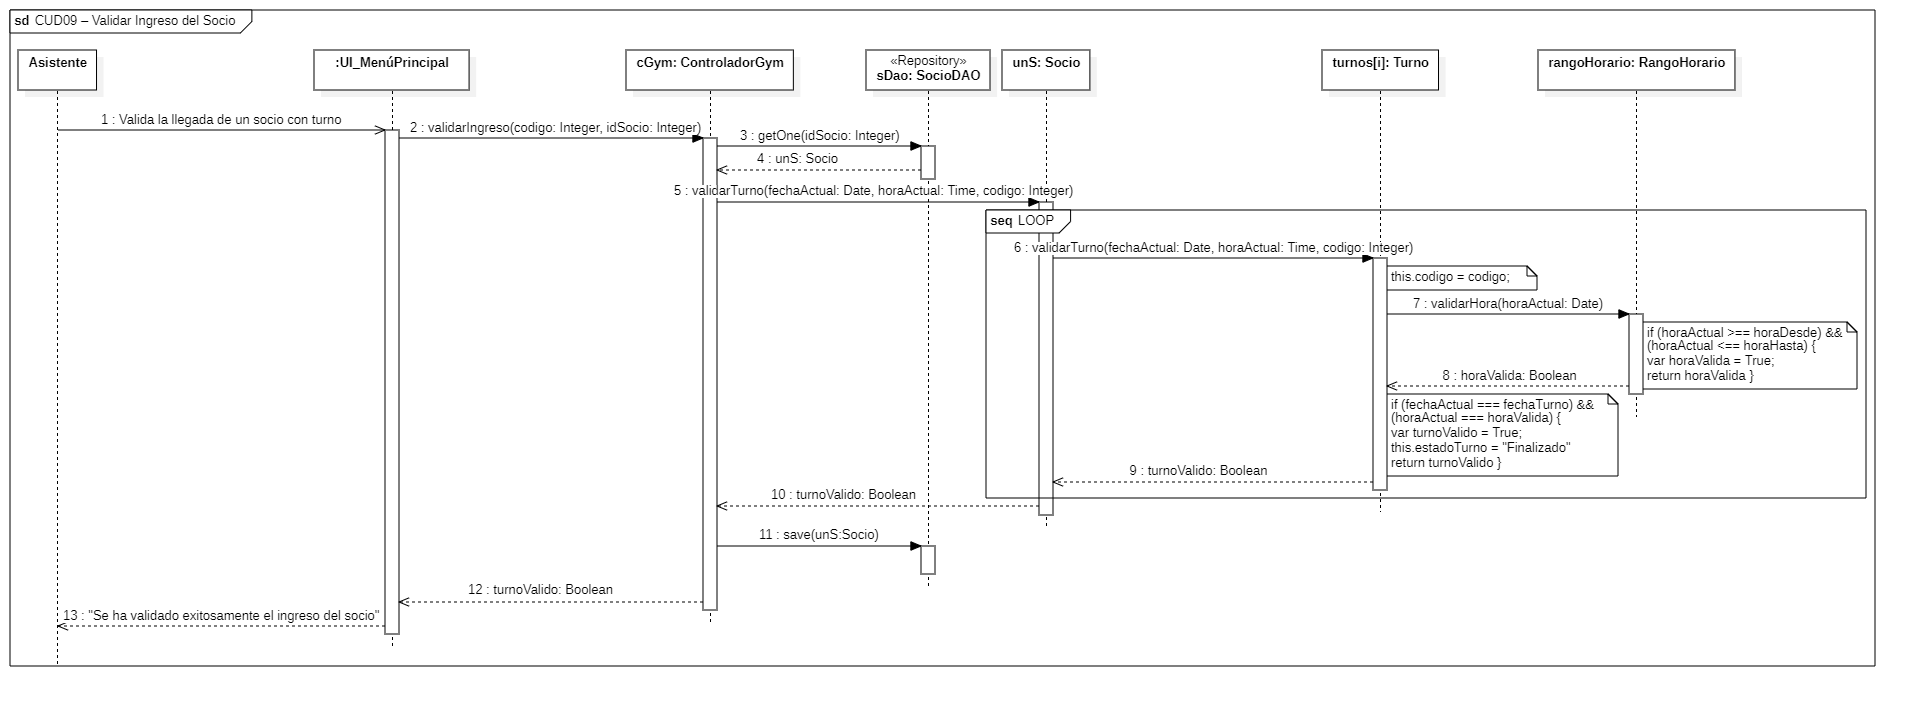 sd CUD09 – Validar Ingreso del Socio
Asistente
:UI_MenúPrincipal
cGym: ControladorGym
«Repository»
sDao: SocioDAO
unS: Socio
turnos[i]: Turno
rangoHorario: RangoHorario
1 : Valida la llegada de un socio con turno
2 : validarIngreso(codigo: Integer, idSocio: Integer)
3 : getOne(idSocio: Integer)
4 : unS: Socio
5 : validarTurno(fechaActual: Date, horaActual: Time, codigo: Integer)
seq LOOP
6 : validarTurno(fechaActual: Date, horaActual: Time, codigo: Integer)
this.codigo = codigo;
7 : validarHora(horaActual: Date)
if (horaActual >== horaDesde) &&
(horaActual <== horaHasta) {
var horaValida = True;
return horaValida }
8 : horaValida: Boolean
if (fechaActual === fechaTurno) &&
(horaActual === horaValida) {
var turnoValido = True;
this.estadoTurno = "Finalizado"
return turnoValido }
9 : turnoValido: Boolean
10 : turnoValido: Boolean
11 : save(unS:Socio)
12 : turnoValido: Boolean
13 : "Se ha validado exitosamente el ingreso del socio"